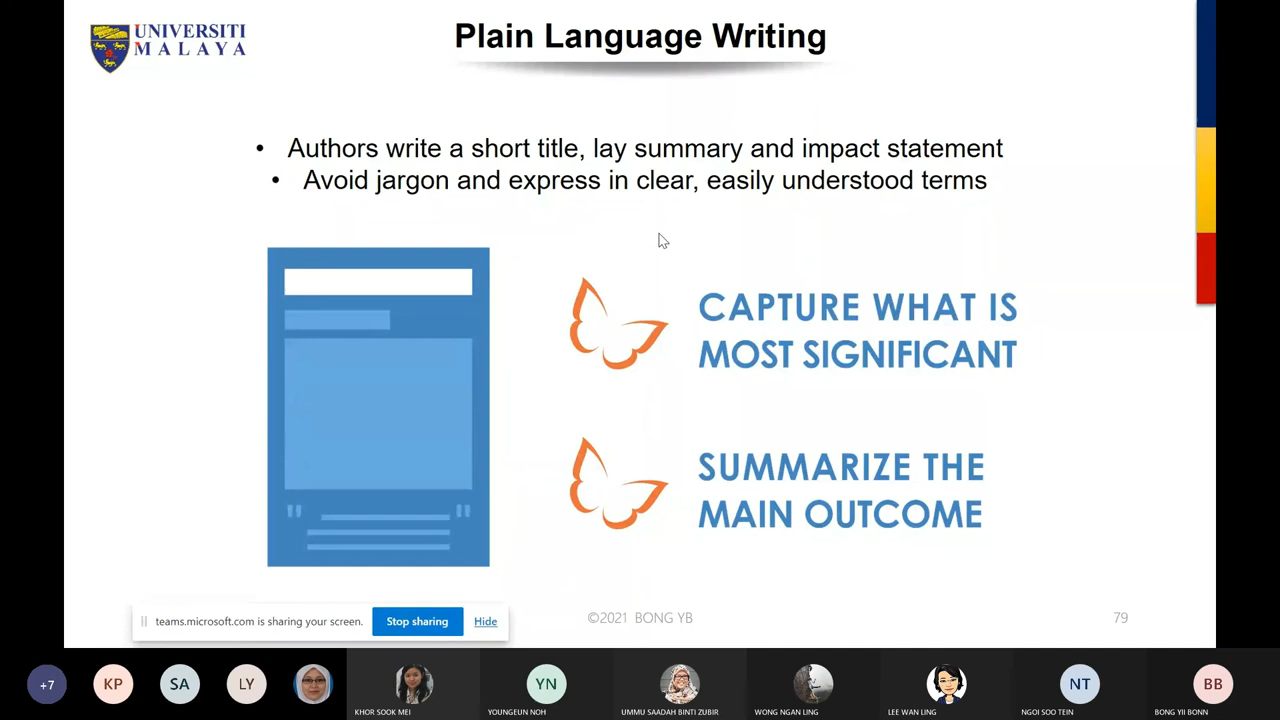 UNIVERSITI
MALAYA
Plain Language Writing
• Authors write a short title, lay summary and impact statement
• Avoid jargon and express in clear, easily understood terms
CAPTURE WHAT IS
MOST SIGNIFICANT
SUMMARIZE THE
MAIN OUTCOME
" "
teams.microsoft.com is sharing your screen.
Stop sharing
Hide
©2021 BONG YB
79
+7
KP
SA
LY
KHOR SOOK MEI
YN
YOUNGEUN NOH
UMMU SAADAH BINTI ZUBIR
WONG NGAN LING
LEE WAN LING
NT
NGOI SOO TEIN
BB
BONG YII BONN